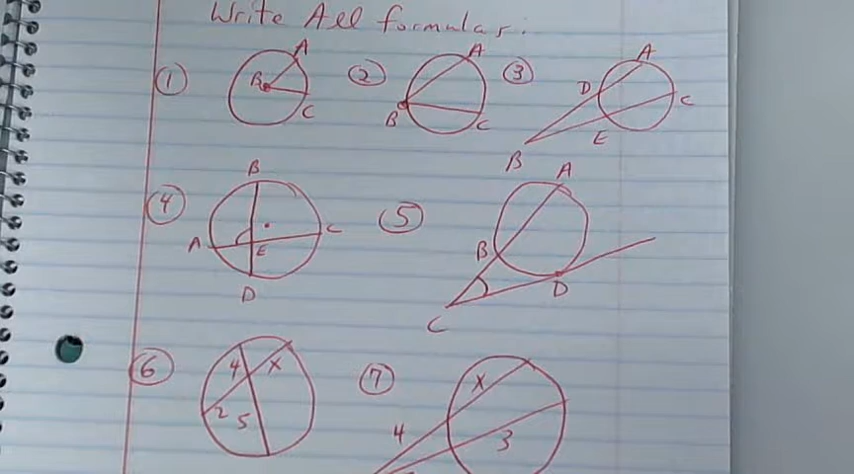 Write All formulas.
① A ② A ③ A
B D C
B C C E
B
④ B ⑤ A
A E C B
D D
C
⑥ 4 x ⑦ x
2 5 4 3